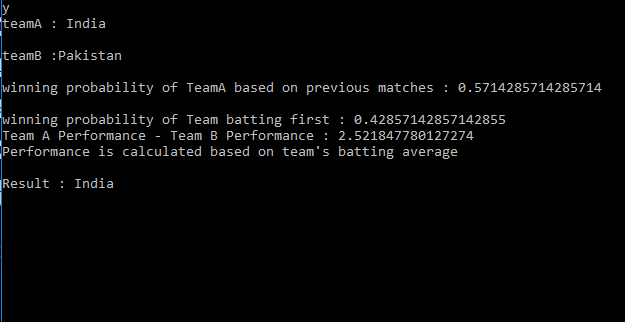 y
teamA : India
teamB :Pakistan
winning probability of TeamA based on previous matches : 0.5714285714285714
winning probability of Team batting first : 0.42857142857142855
Team A Performance - Team B Performance : 2.521847780127274
Performance is calculated based on team's batting average
Result : India